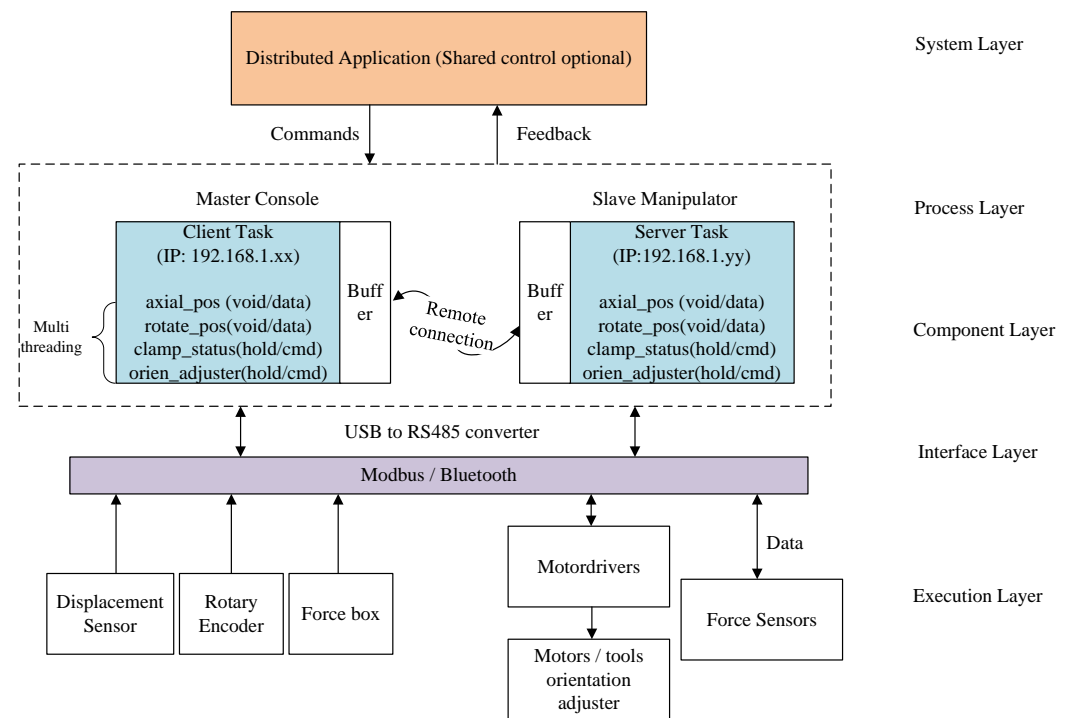 Distributed Application (Shared control optional)
System Layer
Commands
Feedback
Master Console
Slave Manipulator
Process Layer
Client Task
(IP: 192.168.1.xx)
axial_pos (void/data)
rotate_pos(void/data)
clamp_status(hold/cmd)
orien_adjuster(hold/cmd)
Multi
threading
Buff
er
Remote
connection
Buff
er
Server Task
(IP:192.168.1.yy)
axial_pos (void/data)
rotate_pos(void/data)
clamp_status(hold/cmd)
orien_adjuster(hold/cmd)
Component Layer
USB to RS485 converter
Interface Layer
Modbus / Bluetooth
Data
Displacement
Sensor
Rotary
Encoder
Force box
Motordrivers
Force Sensors
Execution Layer
Motors / tools
orientation
adjuster